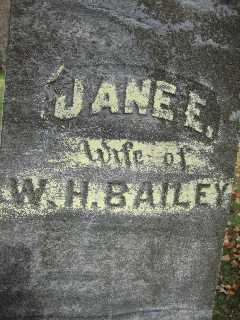 JANE E.
Wife of
W. H. BAILEY